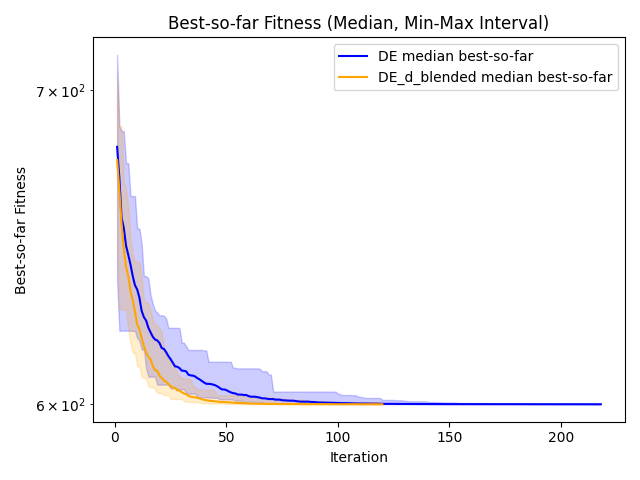 Best-so-far Fitness (Median, Min-Max Interval)
DE median best-so-far
DE_d_blended median best-so-far
7 × 10²
6 × 10²
Best-so-far Fitness
0 50 100 150 200
Iteration